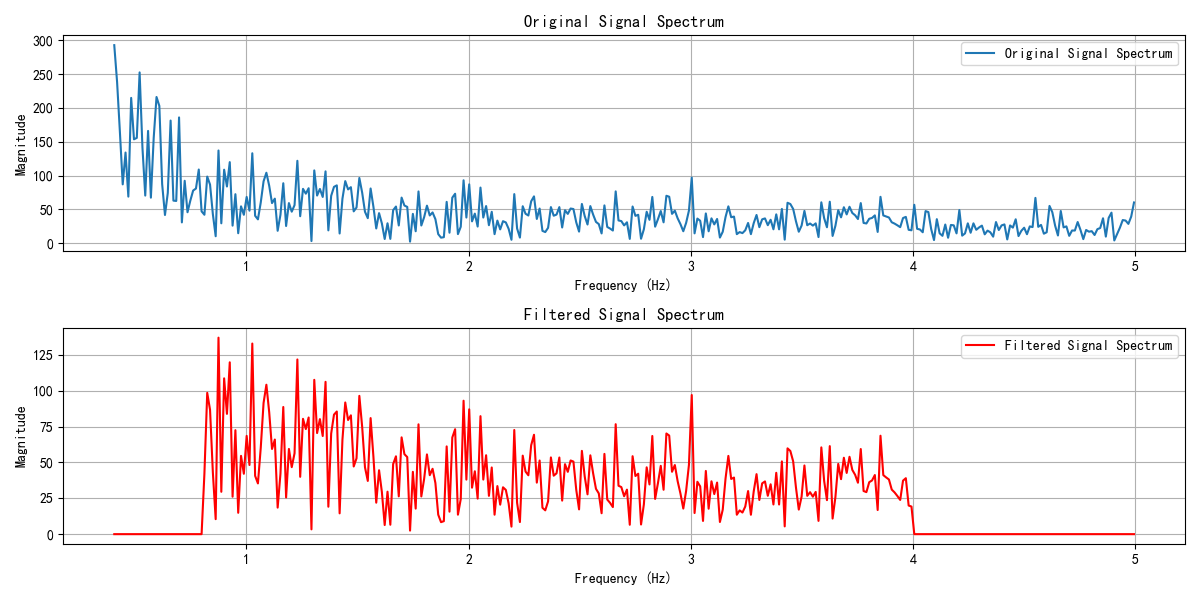 Original Signal Spectrum
300
250
200
150
100
50
0
Magnitude
Original Signal Spectrum
1 2 3 4 5
Frequency (Hz)
Filtered Signal Spectrum
125
100
75
50
25
0
Magnitude
Filtered Signal Spectrum
1 2 3 4 5
Frequency (Hz)